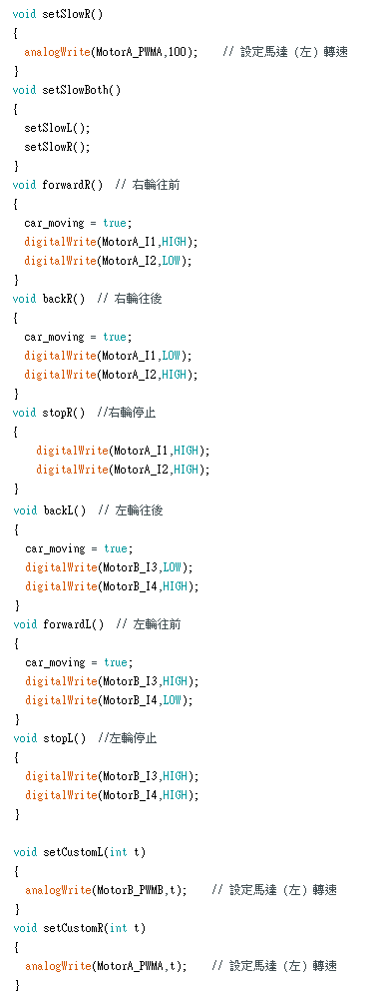 void setSlowR()
{
  analogWrite(MotorA_PWMA,100);    // 設定馬達 (左) 轉速
}
void setSlowBoth()
{
  setSlowL();
  setSlowR();
}
void forwardR()  // 右輪往前
{
  car_moving = true;
  digitalWrite(MotorA_I1,HIGH);
  digitalWrite(MotorA_I2,LOW);
}
void backR()  // 右輪往後
{
  car_moving = true;
  digitalWrite(MotorA_I1,LOW);
  digitalWrite(MotorA_I2,HIGH);
}
void stopR()  //右輪停止
{
    digitalWrite(MotorA_I1,HIGH);
    digitalWrite(MotorA_I2,HIGH);
}
void backL()  // 左輪往後
{
  car_moving = true;
  digitalWrite(MotorB_I3,LOW);
  digitalWrite(MotorB_I4,HIGH);
}
void forwardL()  // 左輪往前
{
  car_moving = true;
  digitalWrite(MotorB_I3,HIGH);
  digitalWrite(MotorB_I4,LOW);
}
void stopL()  //左輪停止
{
  digitalWrite(MotorB_I3,HIGH);
  digitalWrite(MotorB_I4,HIGH);
}

void setCustomL(int t)
{
  analogWrite(MotorB_PWMB,t);    // 設定馬達 (左) 轉速
}
void setCustomR(int t)
{
  analogWrite(MotorA_PWMA,t);    // 設定馬達 (左) 轉速
}